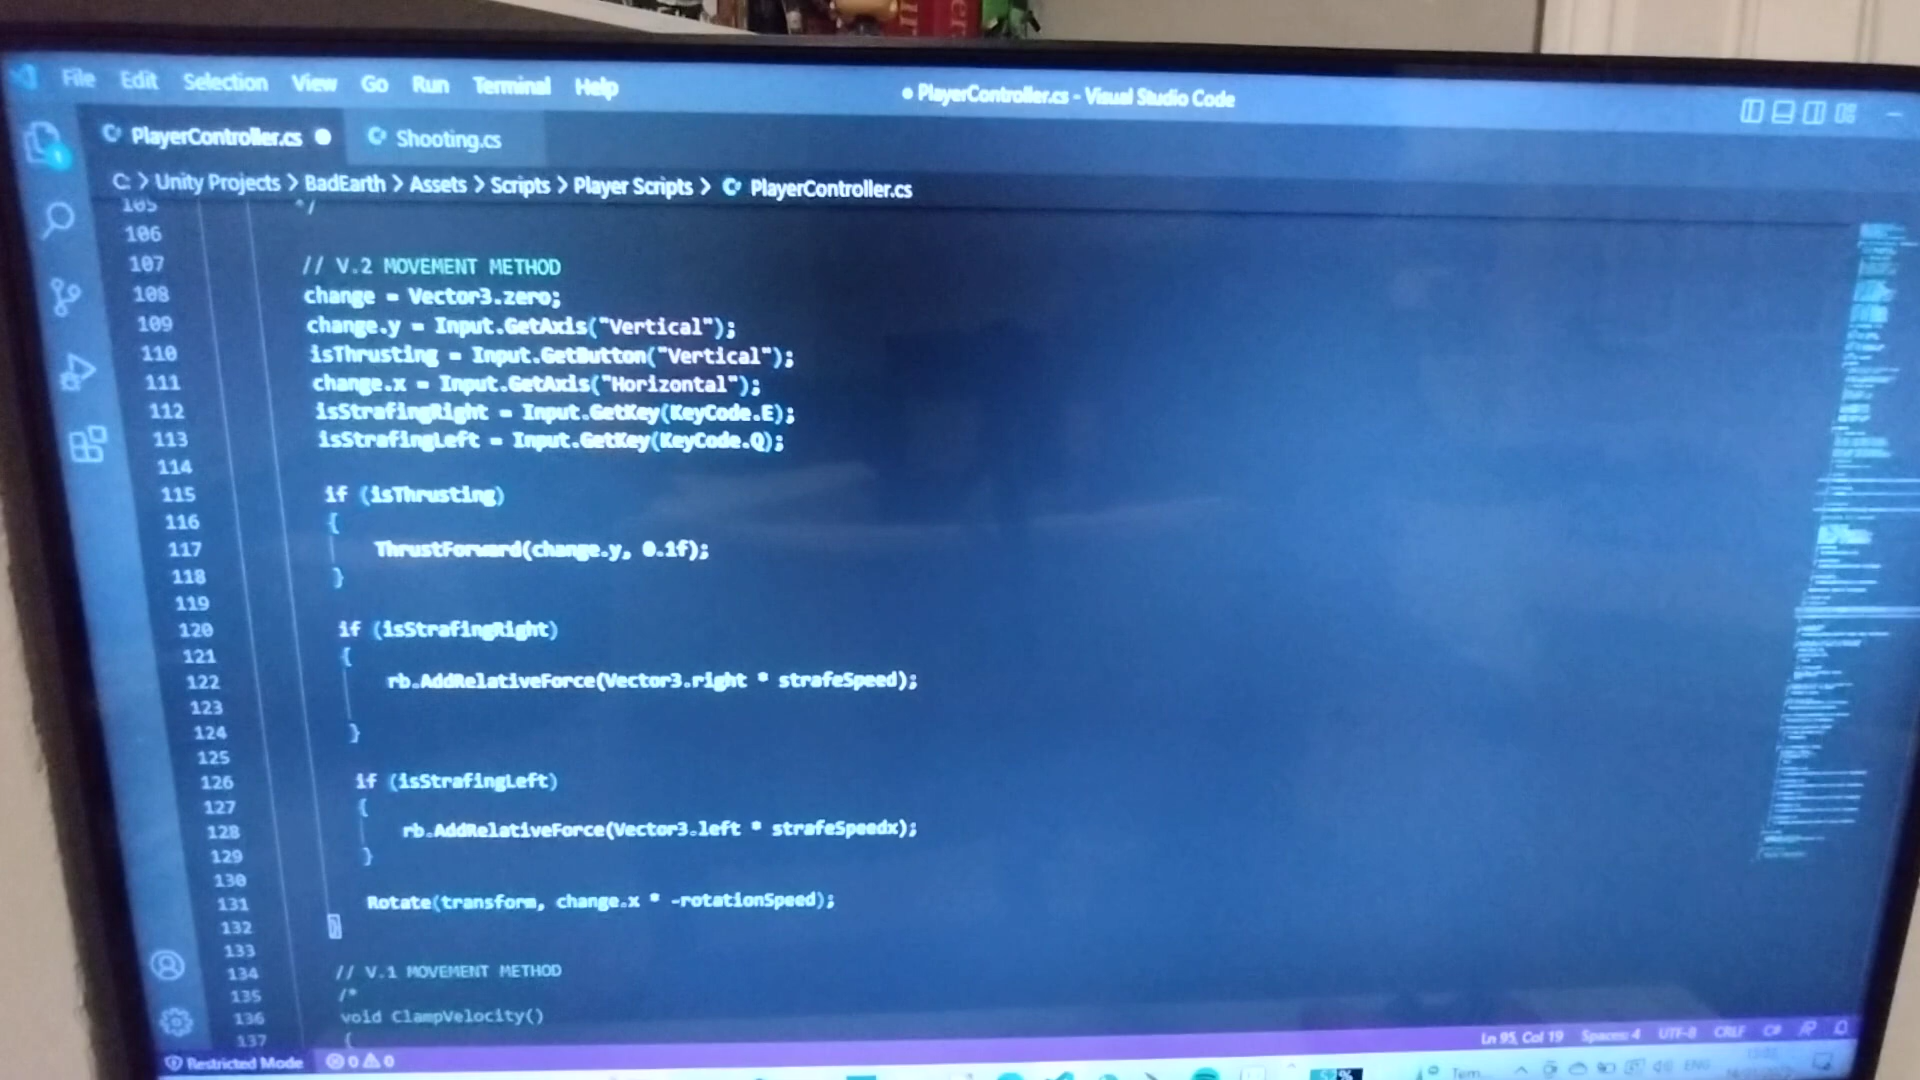 File Edit Selection View Go Run Terminal Help
● PlayerController.cs - Visual Studio Code
PlayerController.cs ● Shooting.cs
C: > Unity Projects > BadEarth > Assets > Scripts > Player Scripts > PlayerController.cs
105 */
106
107 // V.2 MOVEMENT METHOD
108 change = Vector3.zero;
109 change.y = Input.GetAxis("Vertical");
110 isThrusting = Input.GetButton("Vertical");
111 change.x = Input.GetAxis("Horizontal");
112 isStrafingRight = Input.GetKey(KeyCode.E);
113 isStrafingLeft = Input.GetKey(KeyCode.Q);
114
115 if (isThrusting)
116 {
117 ThrustForward(change.y, 0.1f);
118 }
119
120 if (isStrafingRight)
121 {
122 rb.AddRelativeForce(Vector3.right * strafeSpeed);
123
124 }
125
126 if (isStrafingLeft)
127 {
128 rb.AddRelativeForce(Vector3.left * strafeSpeedx);
129 }
130
131 Rotate(transform, change.x * -rotationSpeed);
132 }
133
134 // V.1 MOVEMENT METHOD
135 /*
136 void ClampVelocity()
137 {
Ln 95, Col 19 Spaces: 4 UTF-8 CRLF C#
Restricted Mode 0 0
52% Tem... ENG